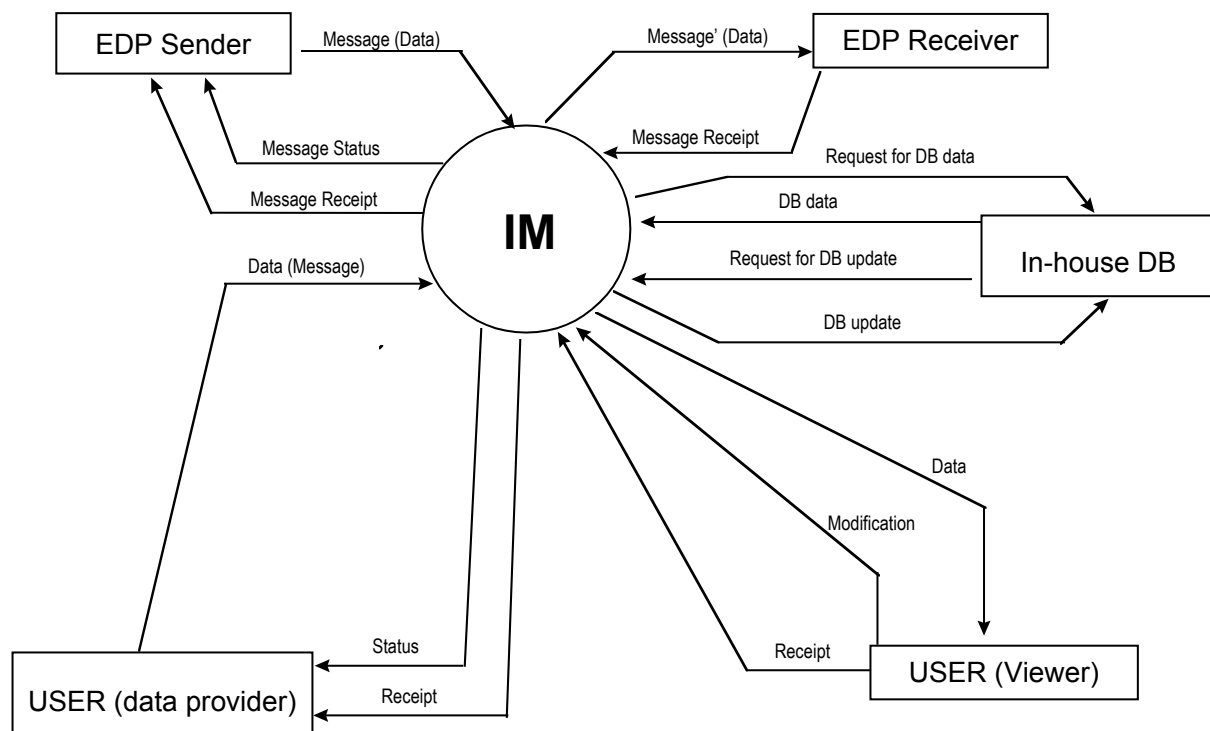 EDP Sender
Message (Data)
Message’ (Data)
EDP Receiver
Message Status
Message Receipt
Message Receipt
Request for DB data
DB data
IM
Request for DB update
In-house DB
DB update
Data (Message)
Data
Modification
Status
Receipt
USER (data provider)
Receipt
USER (Viewer)